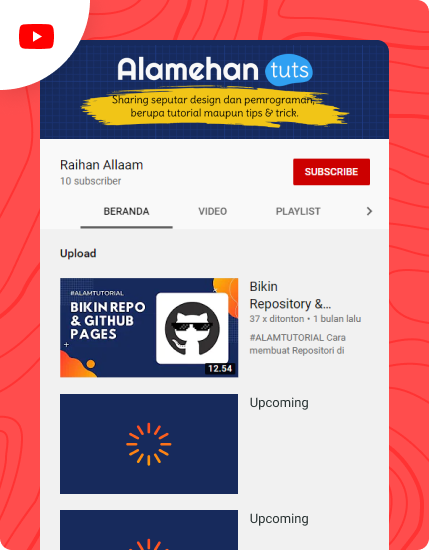 Alamehan tuts
Sharing seputar design dan pemrograman,
berupa tutorial maupun tips & trick.
Raihan Allaam
10 subscriber
SUBSCRIBE
BERANDA VIDEO PLAYLIST
Upload
#ALAMTUTORIAL
BIKIN REPO
& GITHUB
PAGES
12.54
Bikin
Repository &...
37 x ditonton • 1 bulan lalu
#ALAMTUTORIAL Cara
membuat Repositori di
Upcoming
Upcoming